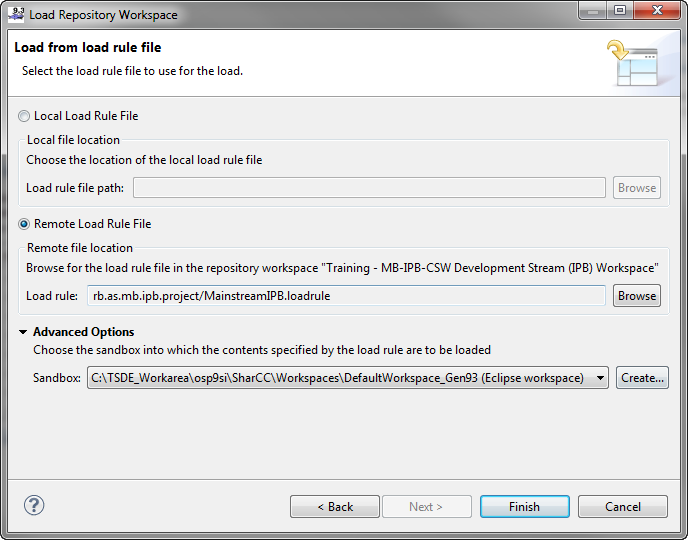 9.3
Load Repository Workspace
Load from load rule file
Select the load rule file to use for the load.
Local Load Rule File
Local file location
Choose the location of the local load rule file
Load rule file path:
Browse
Remote Load Rule File
Remote file location
Browse for the load rule file in the repository workspace "Training - MB-IPB-CSW Development Stream (IPB) Workspace"
Load rule: rb.as.mb.ipb.project/MainstreamIPB.loadrule Browse
Advanced Options
Choose the sandbox into which the contents specified by the load rule are to be loaded
Sandbox: C:\TSDE_Workarea\osp9si\SharCC\Workspaces\DefaultWorkspace_Gen93 (Eclipse workspace) Create...
? < Back Next > Finish Cancel